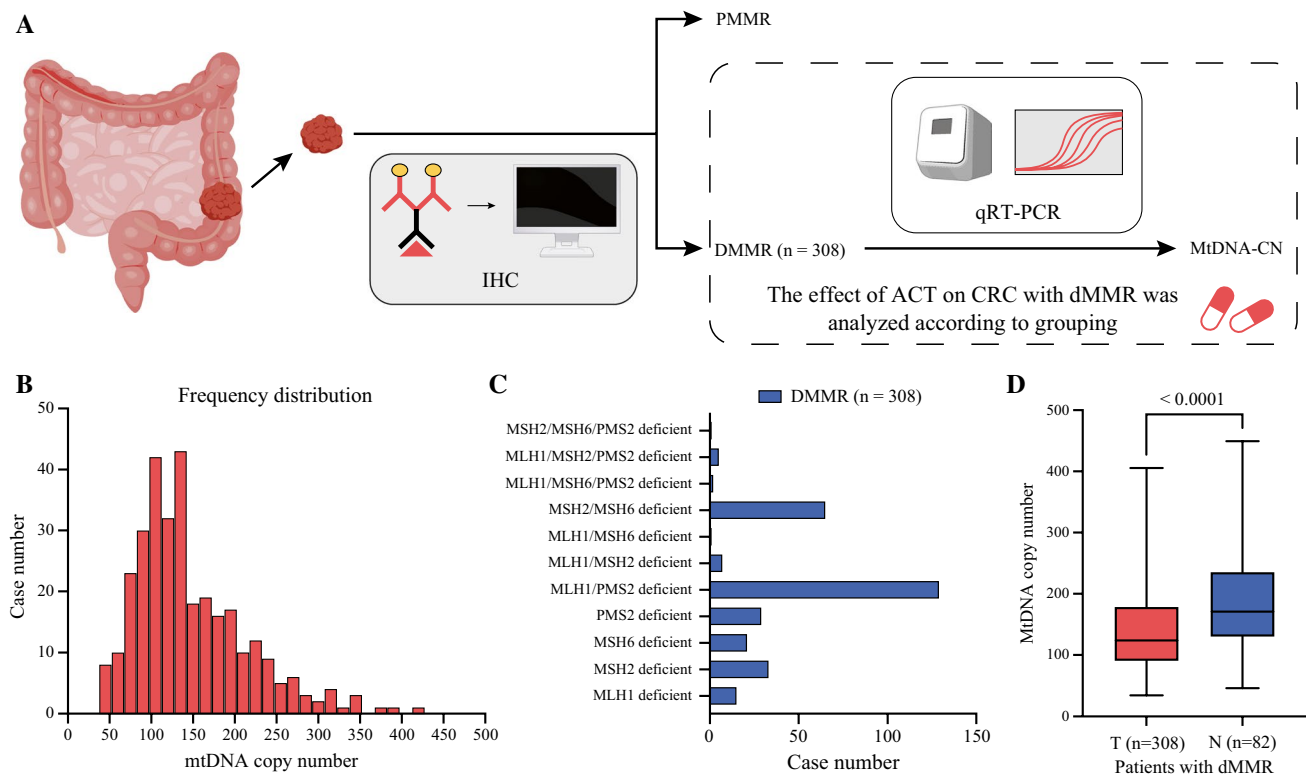 A
PMMR
IHC
qRT-PCR
DMMR (n = 308)
MtDNA-CN
The effect of ACT on CRC with dMMR was
analyzed according to grouping
B
Frequency distribution
Case number
50
40
30
20
10
0
0 50 100 150 200 250 300 350 400 450 500
mtDNA copy number
C
DMMR (n = 308)
MSH2/MSH6/PMS2 deficient
MLH1/MSH2/PMS2 deficient
MLH1/MSH6/PMS2 deficient
MSH2/MSH6 deficient
MLH1/MSH6 deficient
MLH1/MSH2 deficient
MLH1/PMS2 deficient
PMS2 deficient
MSH6 deficient
MSH2 deficient
MLH1 deficient
0 50 100 150
Case number
D
< 0.0001
MtDNA copy number
500
400
300
200
100
0
T (n=308) N (n=82)
Patients with dMMR